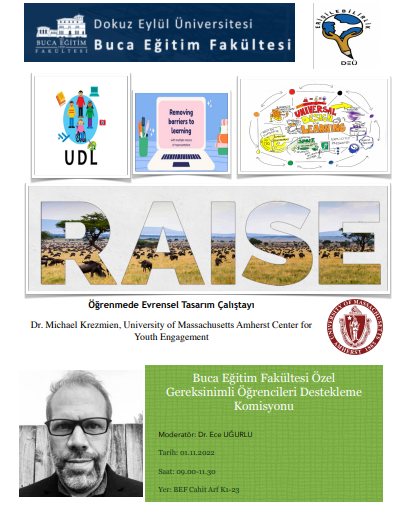 Dokuz Eylül Üniversitesi
BUCA EĞİTİM
FAKÜLTESİ
Buca Eğitim Fakültesi
ERİŞİLEBİLİRLİK
DEÜ
UDL
Removing
barriers to
learning
UNIVERSAL
DESIGN for
LEARNING
RAISE
Öğrenmede Evrensel Tasarım Çalıştayı
Dr. Michael Krezmien, University of Massachusetts Amherst Center for
Youth Engagement
UNIVERSITY OF MASSACHUSETTS
AMHERST 1863
Buca Eğitim Fakültesi Özel
Gereksinimli Öğrencileri Destekleme
Komisyonu
Moderatör: Dr. Ece UĞURLU
Tarih: 01.11.2022
Saat: 09.00-11.30
Yer: BEF Cahit Arf K1-23